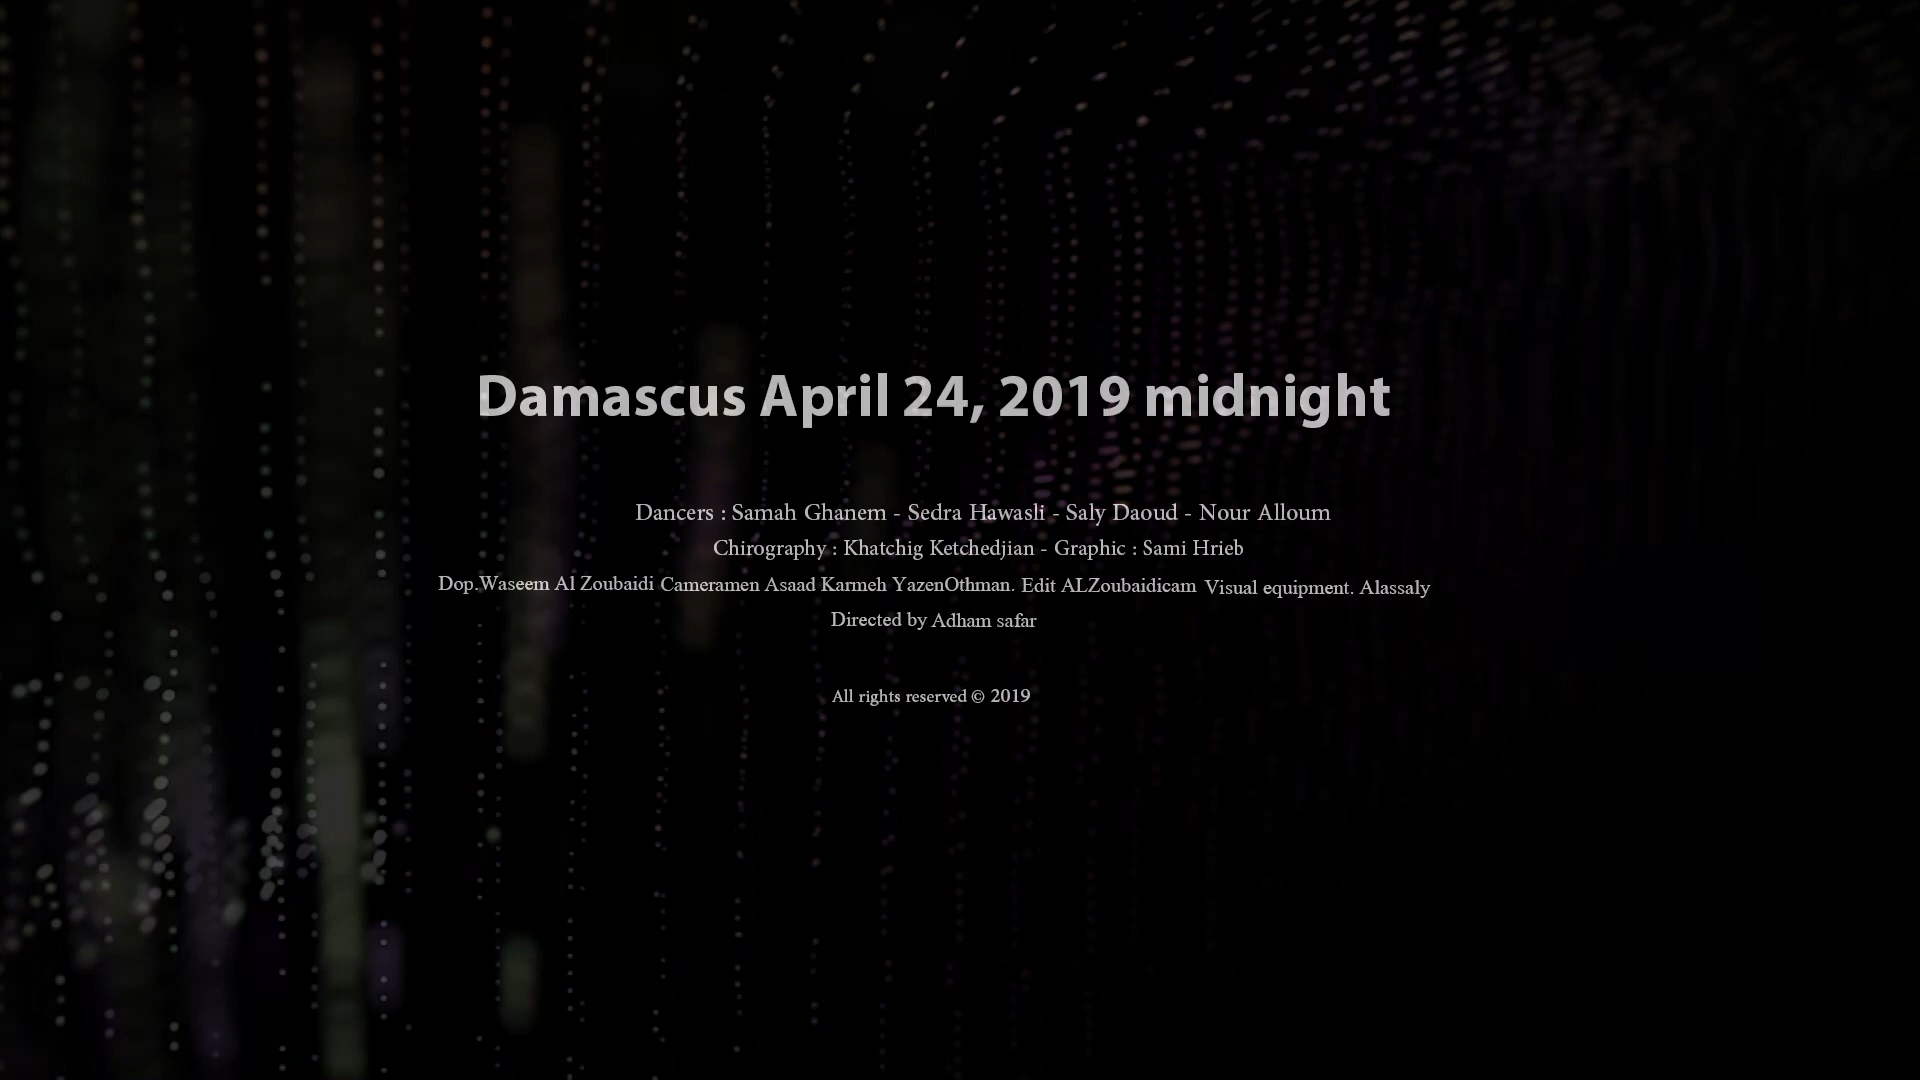 Damascus April 24, 2019 midnight
Dancers : Samah Ghanem - Sedra Hawasli - Saly Daoud - Nour Alloum
Chirography : Khatchig Ketchedjian - Graphic : Sami Hrieb
Dop.Waseem Al Zoubaidi Cameramen Asaad Karmeh YazenOthman. Edit ALZoubaidicam Visual equipment. Alassaly
Directed by Adham safar
All rights reserved © 2019